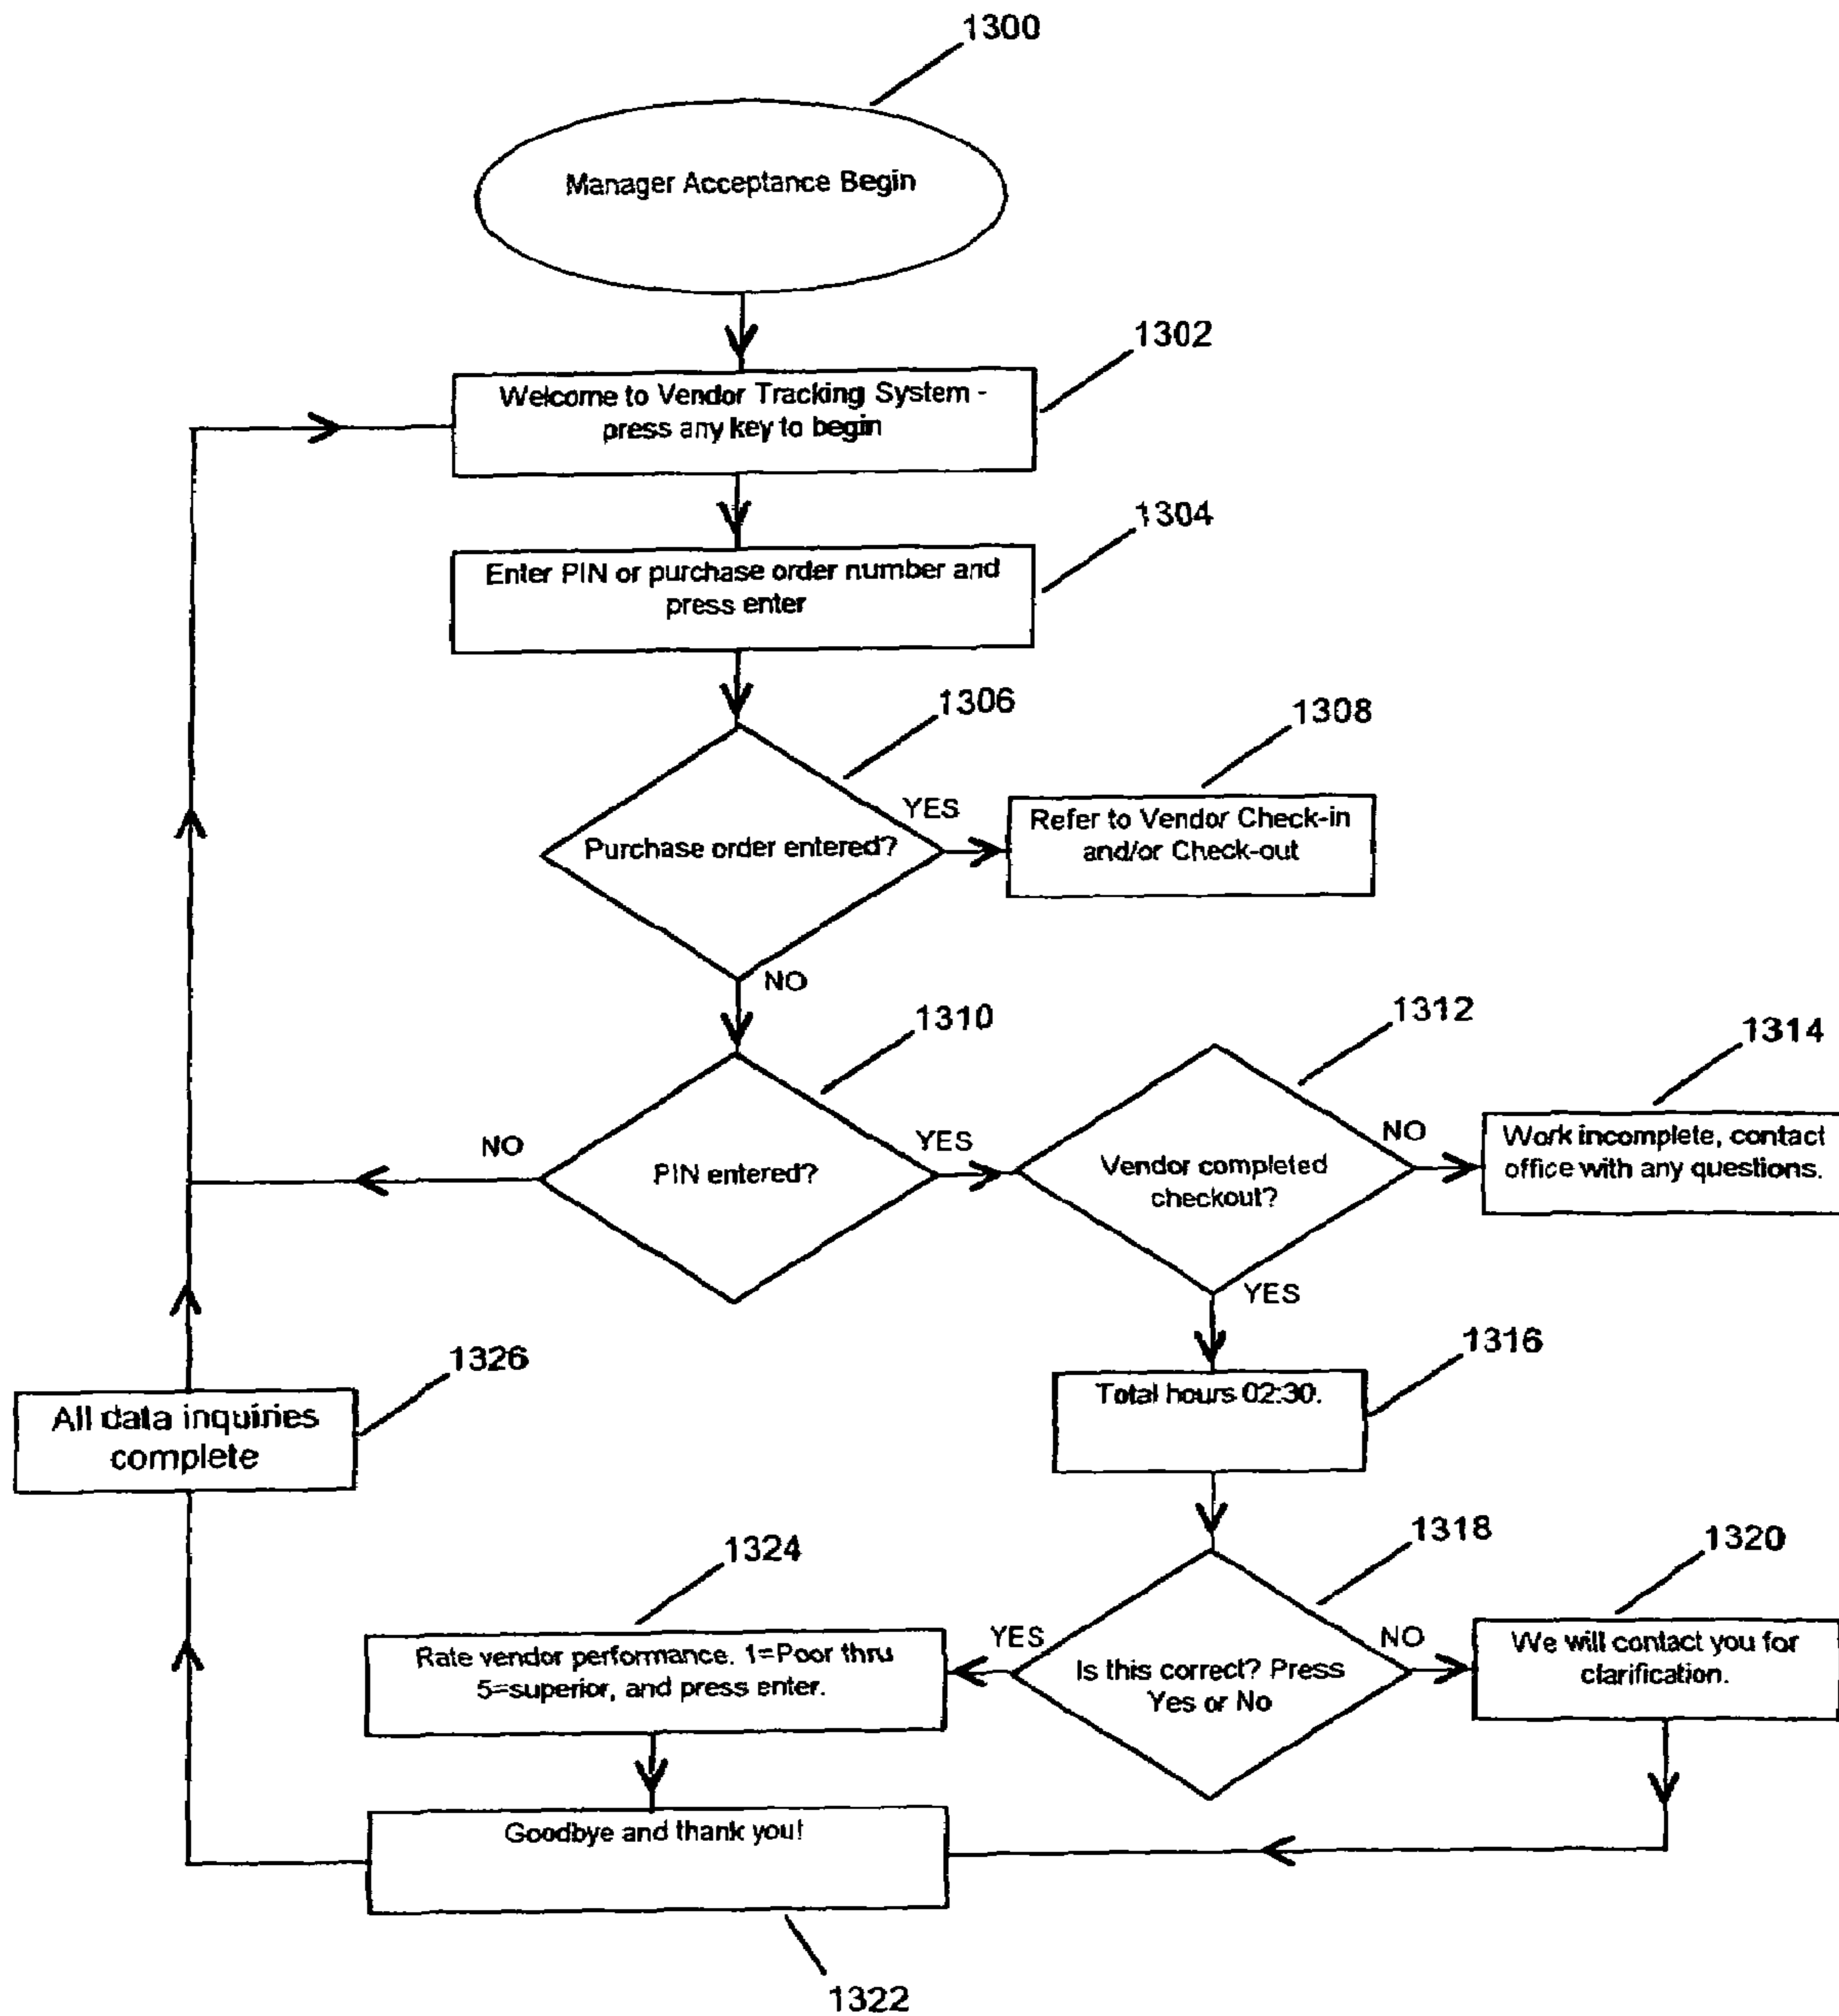 1300
Manager Acceptance Begin
1302
Welcome to Vendor Tracking System -
press any key to begin
1304
Enter PIN or purchase order number and
press enter
1306
1308
Purchase order entered?
YES
Refer to Vendor Check-in
and/or Check-out
NO
1310
1312
1314
NO
PIN entered?
YES
Vendor completed
checkout?
NO
Work incomplete, contact
office with any questions.
YES
1326
All data inquiries
complete
1316
Total hours 02:30.
1324
1318
1320
Rate vendor performance. 1=Poor thru
5=superior, and press enter.
YES
Is this correct? Press
Yes or No
NO
We will contact you for
clarification.
Goodbye and thank you!
1322